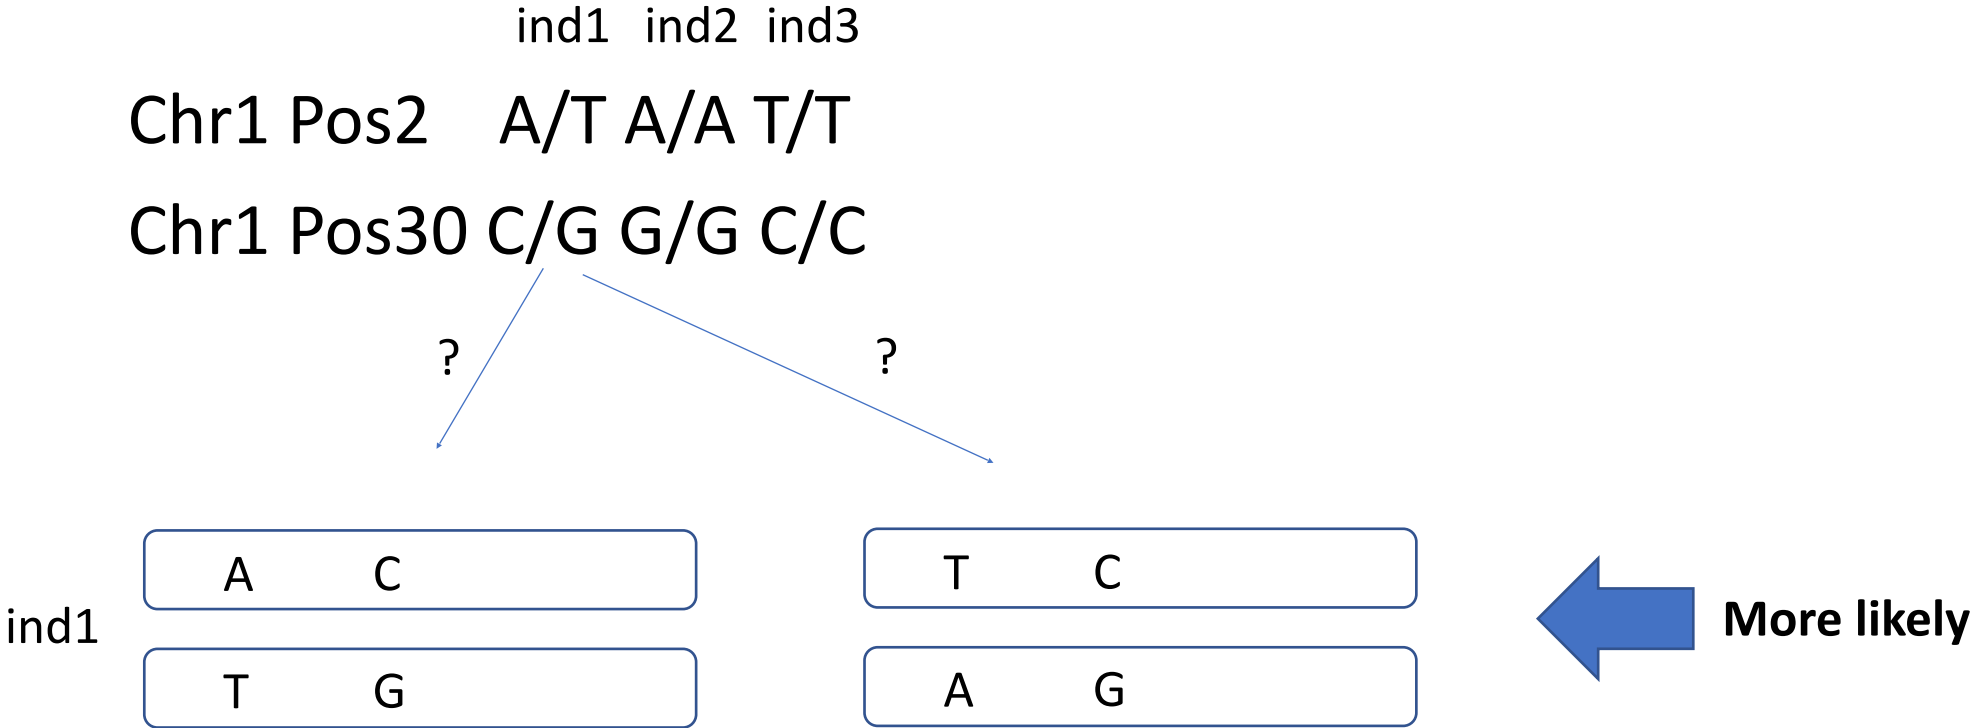 ind1 ind2 ind3
Chr1 Pos2 A/T A/A T/T
Chr1 Pos30 C/G G/G C/C
? ?
A C T C
ind1 More likely
T G A G